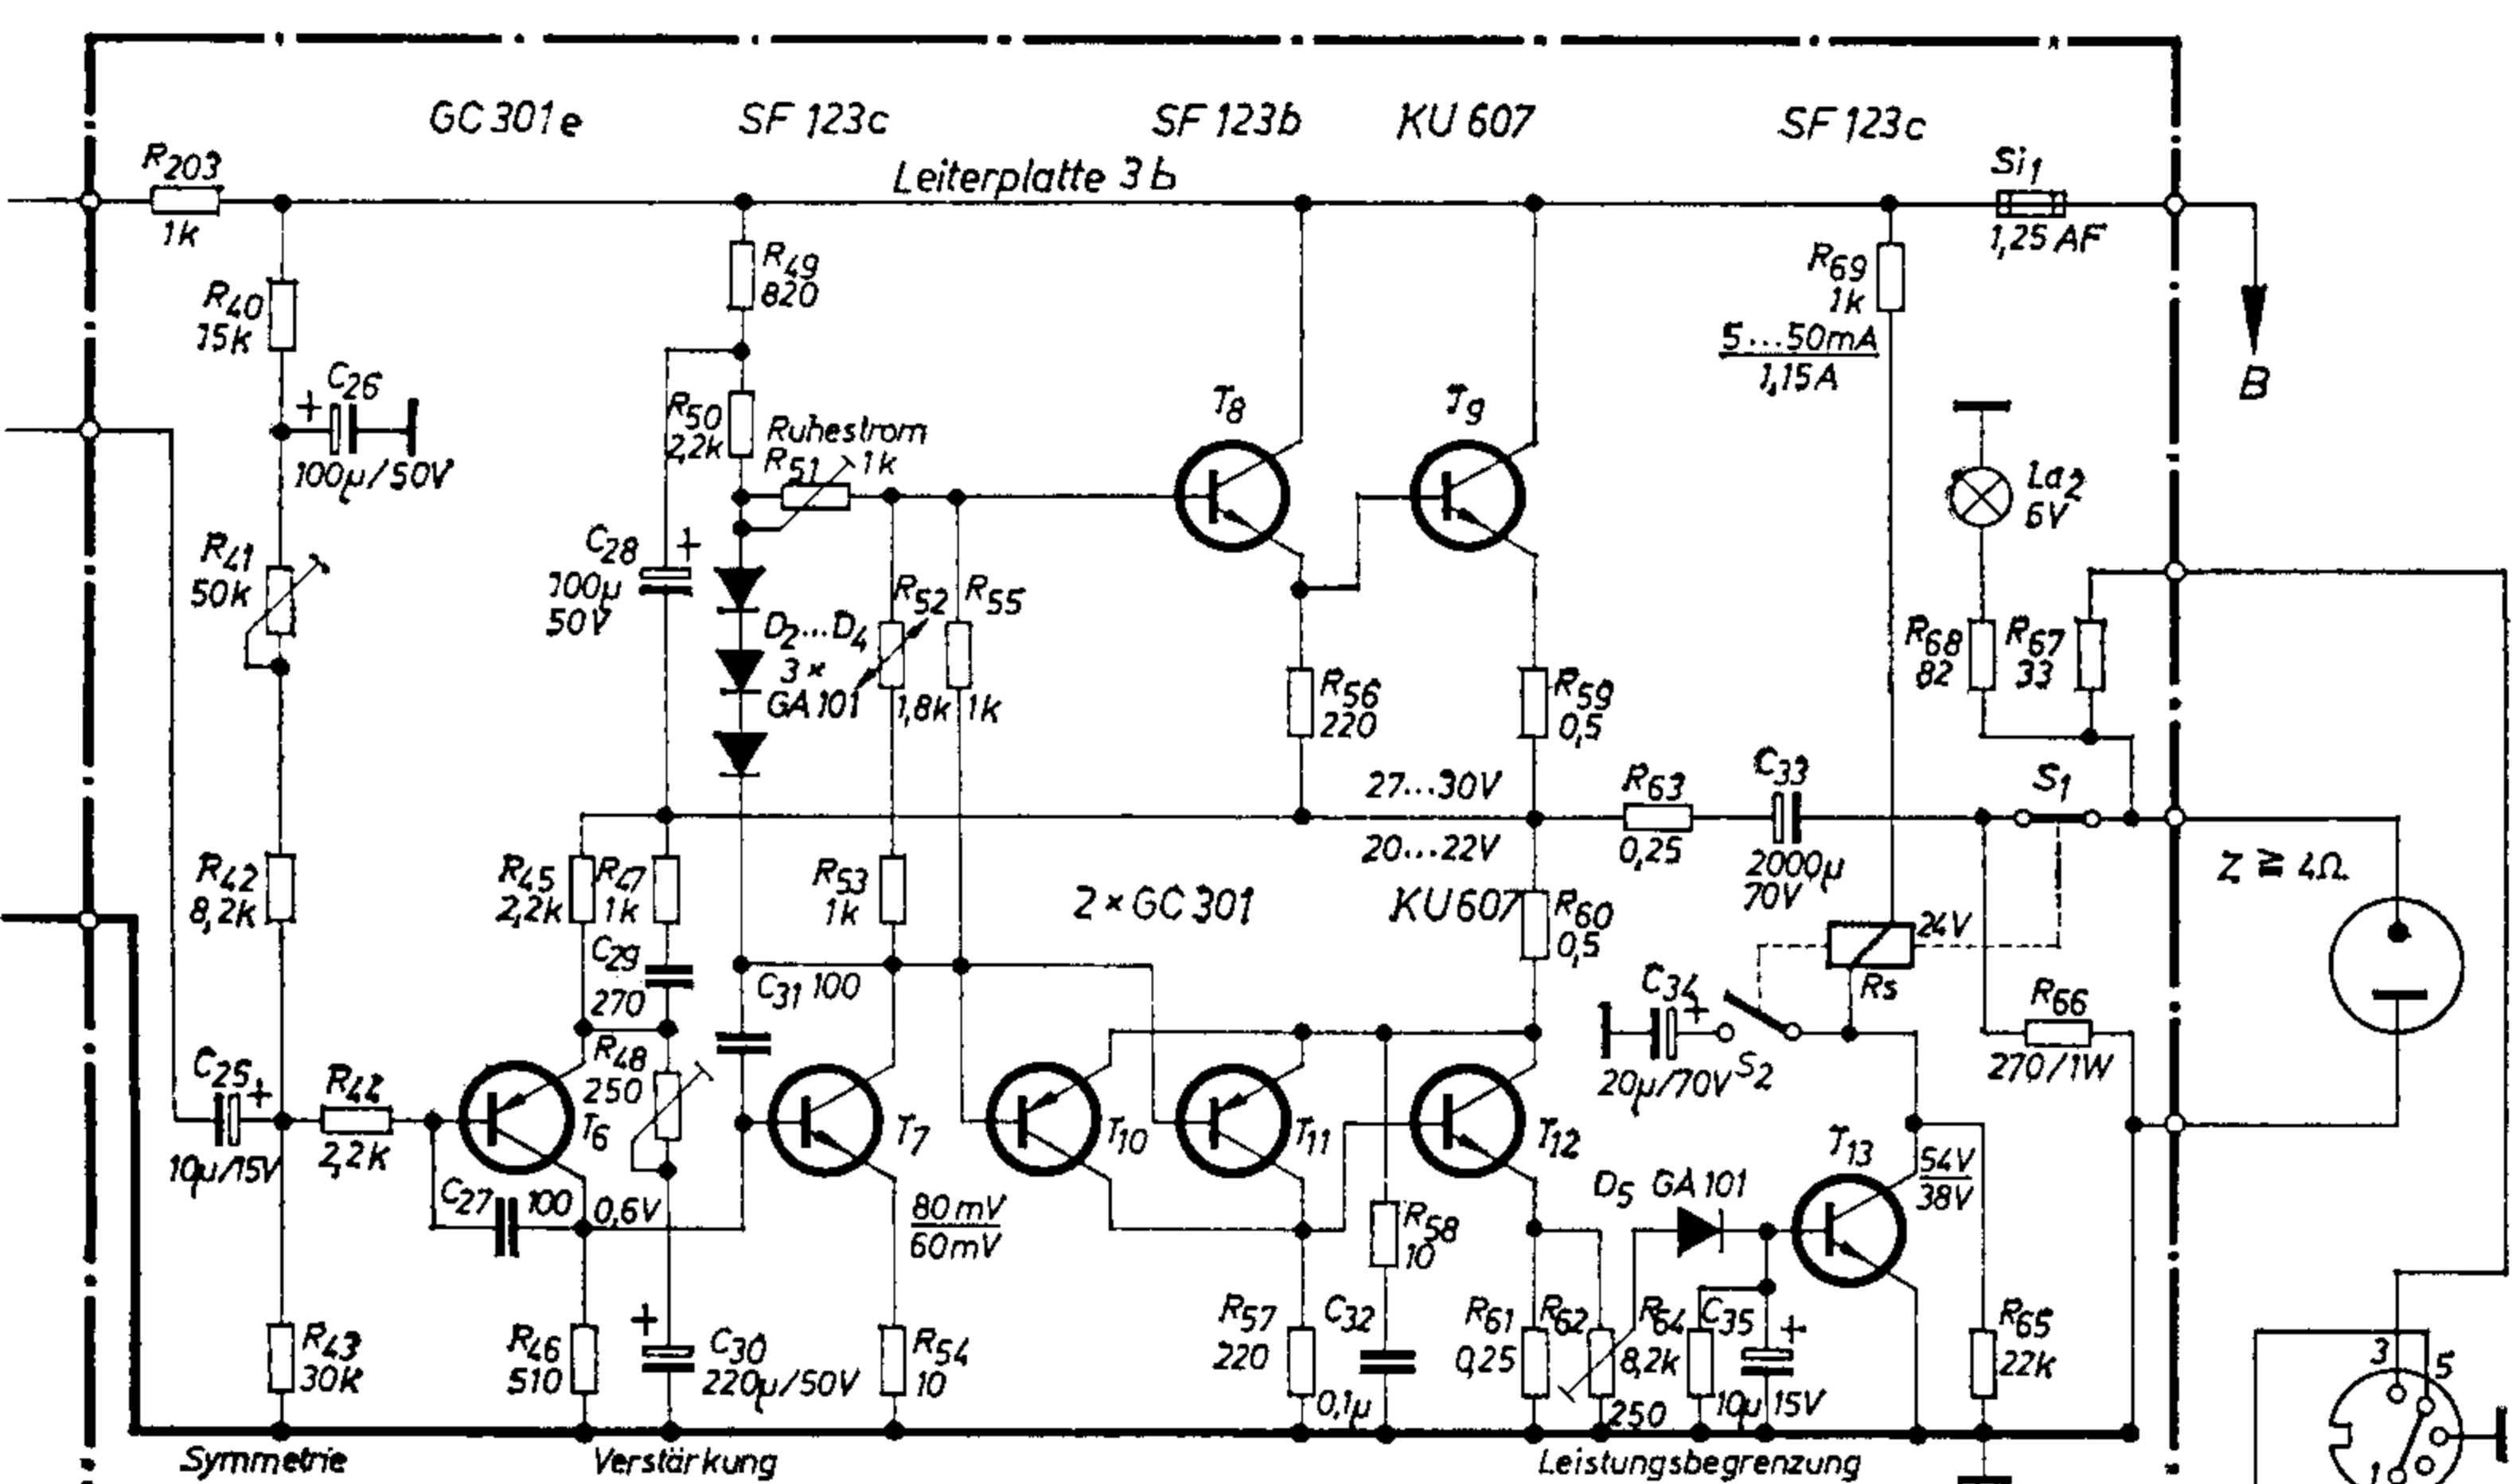 GC 301 e
SF 123c
SF 123b
KU 607
SF 123c
Leiterplatte 3 b
R203
1k
Si1
1,25 AF
B
R40
15k
C26
+
100µ/50V
R41
50k
R42
8,2k
C25
+
10µ/15V
R44
2,2k
R43
30k
Symmetrie
R49
820
R50
2,2k
Ruhestrom
R51
1k
C28
+
100µ
50V
D2...D4
3 ×
GA 101
R52
1,8k
R55
1k
R45
2,2k
R47
1k
C29
270
R48
250
R53
1k
C31 100
T6
C27
100
0,6V
R46
510
+
C30
220µ/50V
Verstärkung
T7
80 mV
60 mV
R54
10
T8
T9
R56
220
R59
0,5
27...30V
20...22V
2 × GC 301
KU 607
R60
0,5
T10
T11
T12
R57
220
R58
10
C32
0,1µ
R61
0,25
R62
250
R64
8,2k
C35
+
10µ 15V
Leistungsbegrenzung
D5 GA 101
T13
54V
38V
R65
22k
R63
0,25
C33
2000µ
70V
R69
1k
5...50mA
1,15A
La2
6V
R68
82
R67
33
S1
24V
Rs
C34
+
20µ/70V
S2
R66
270/1W
Z ≧ 4Ω
3
5
1